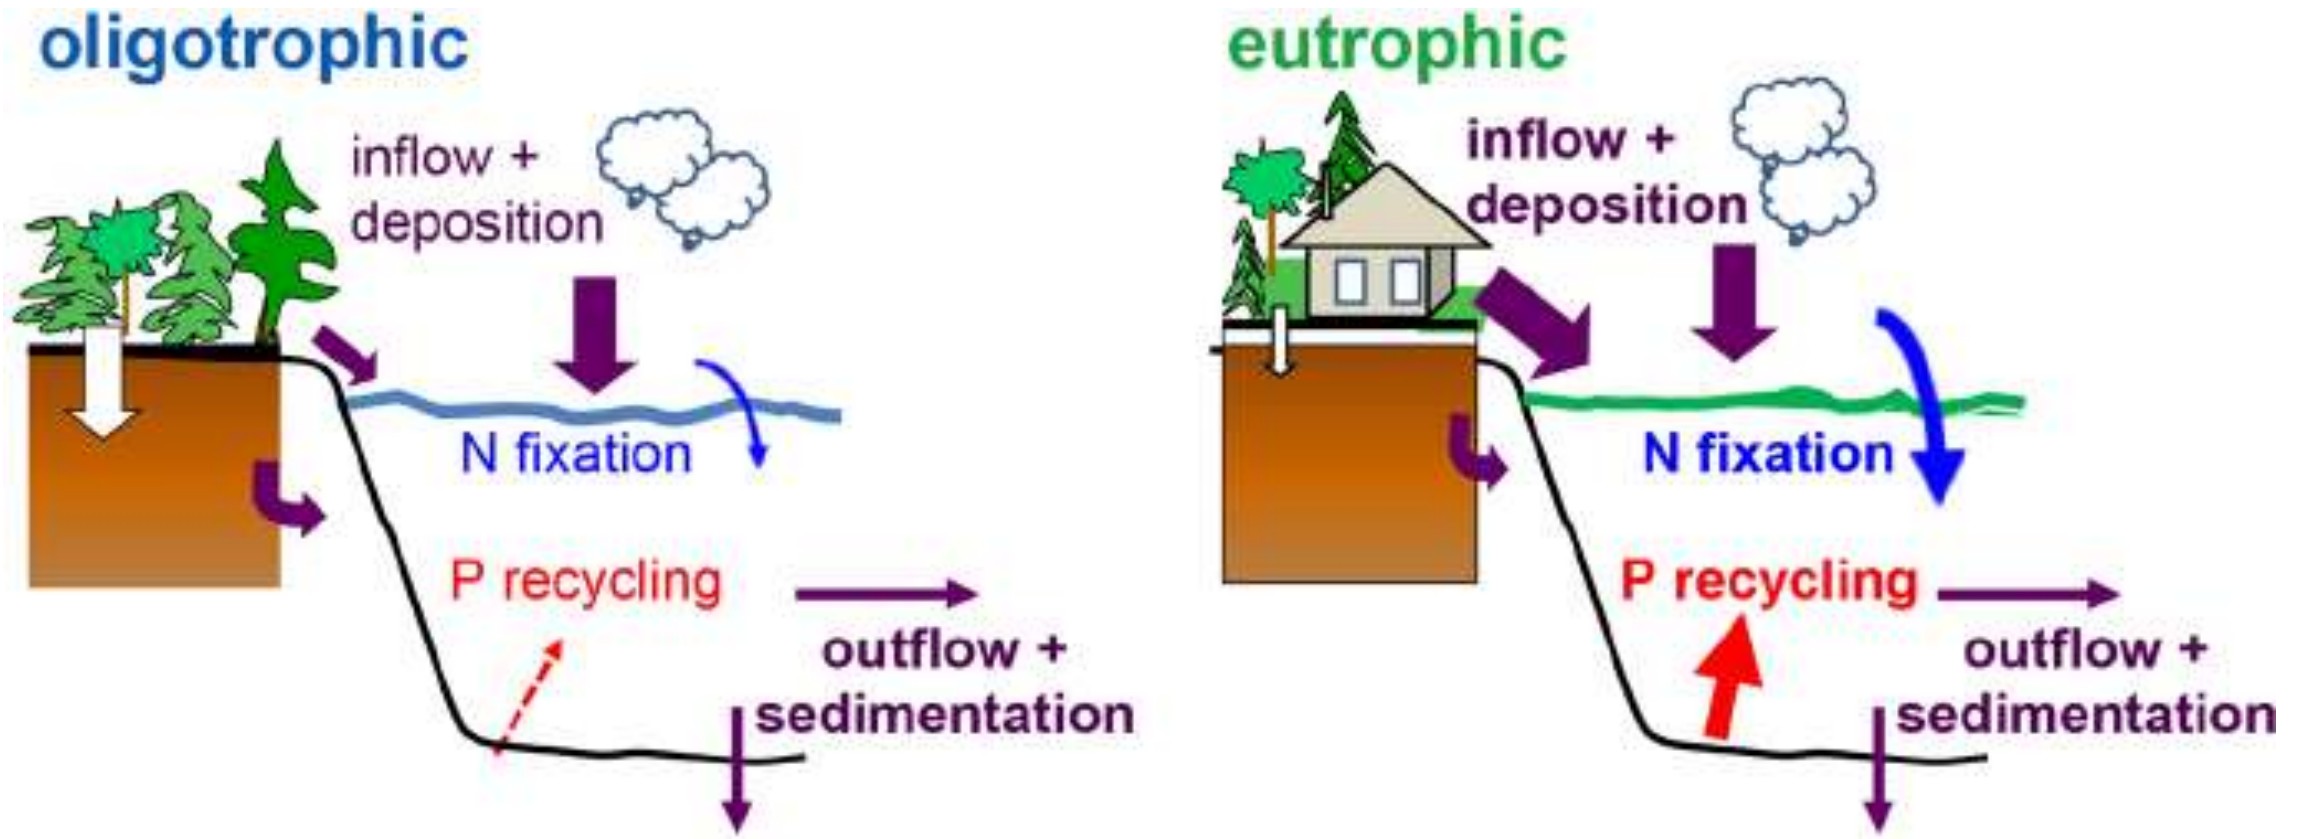 oligotrophic
inflow +
deposition
N fixation
P recycling
outflow +
sedimentation
eutrophic
inflow +
deposition
N fixation
P recycling
outflow +
sedimentation